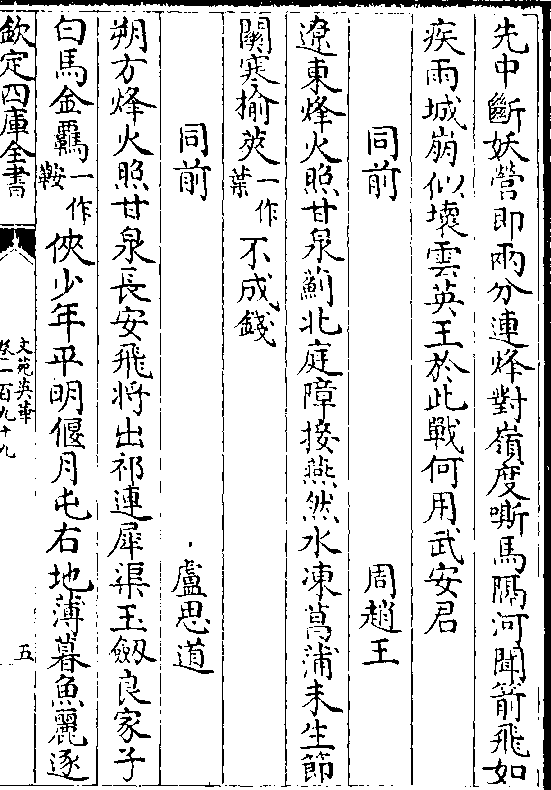 先中斷妖營即兩分連烽對嶺度嘶馬隔河聞箭飛如
疾雨城崩似壞雲英王於此戰何用武安君
同前 周趙王
遼東烽火照甘泉薊北庭障接燕然水凍菖蒲未生節
關寒榆莢一作葉不成錢
同前 盧思道
朔方烽火照甘泉長安飛將出祁連犀渠玉劒良家子
白馬金羈一作鞍俠少年平明偃月屯右地薄暮魚麗逐
欽定四庫全書 文苑英華卷一百九十九 五